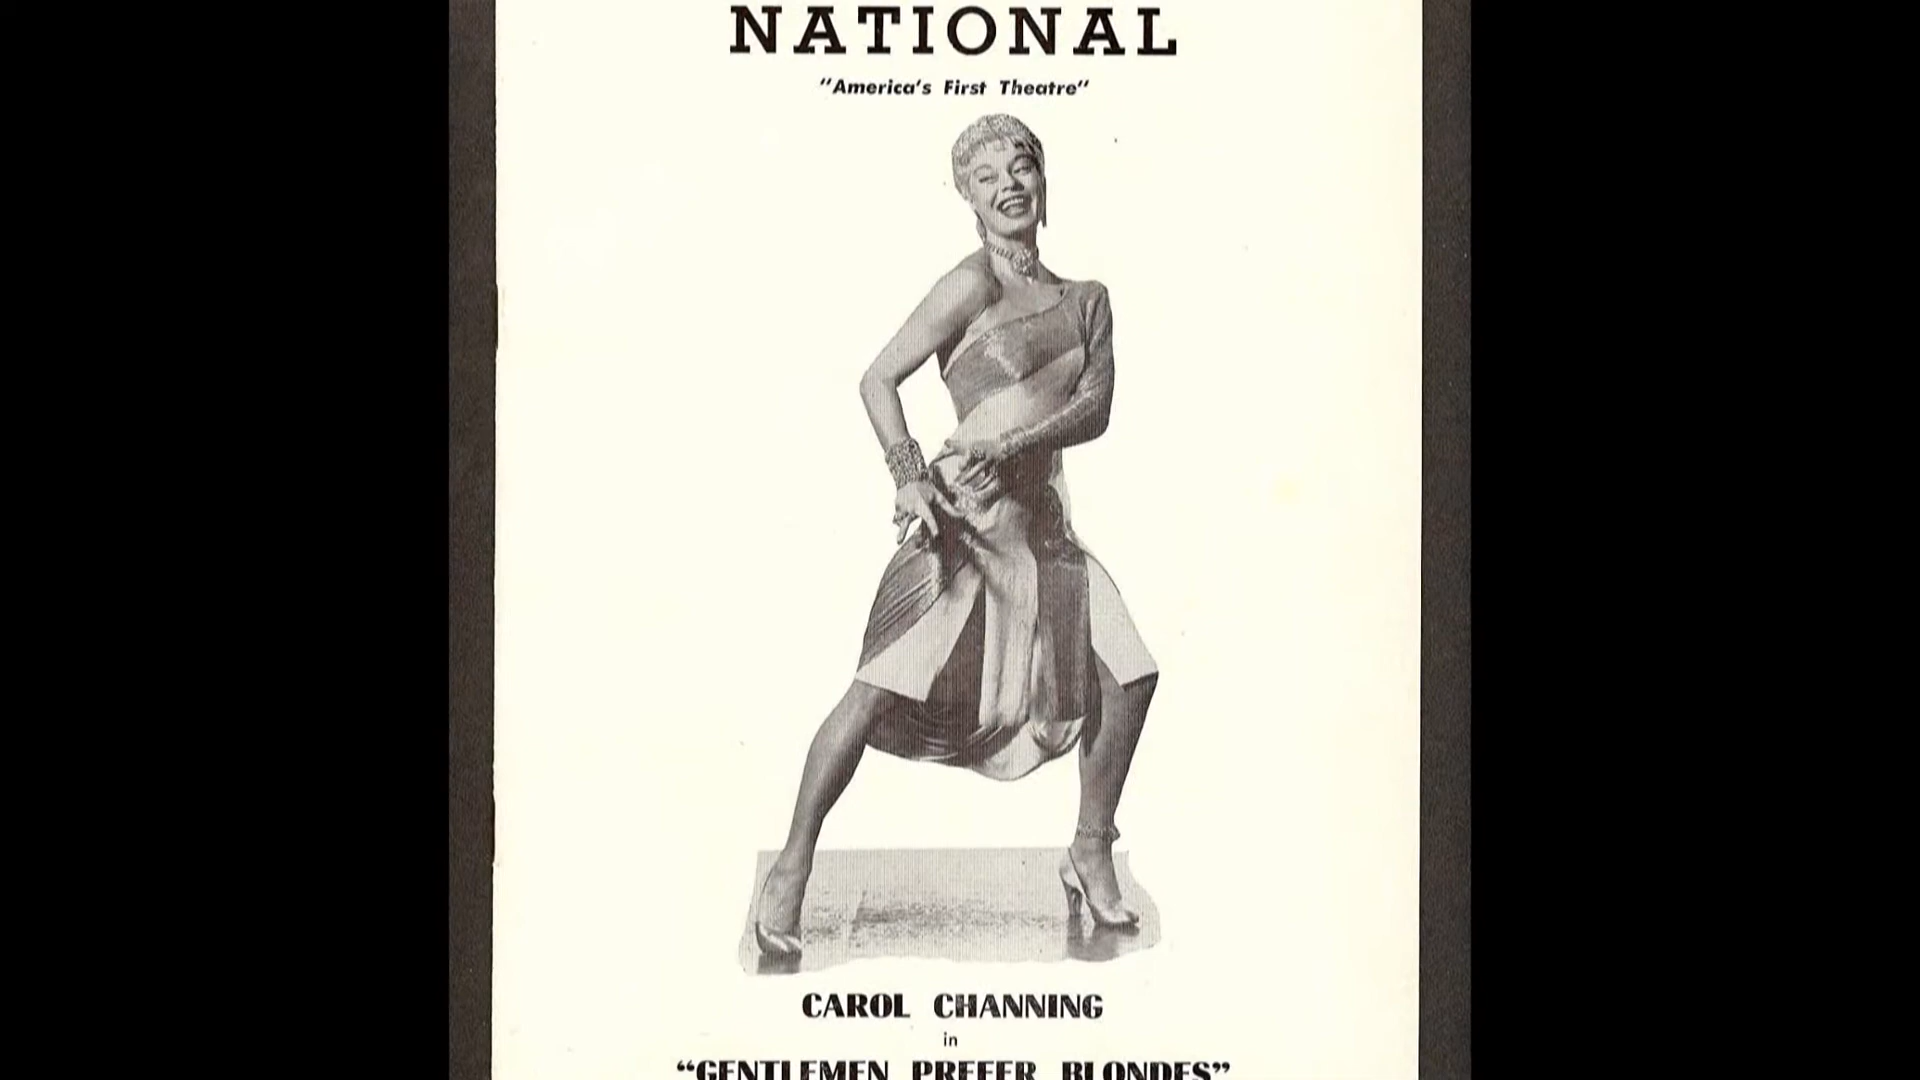 NATIONAL
"America's First Theatre"
CAROL CHANNING
in
"GENTLEMEN PREFER BLONDES"